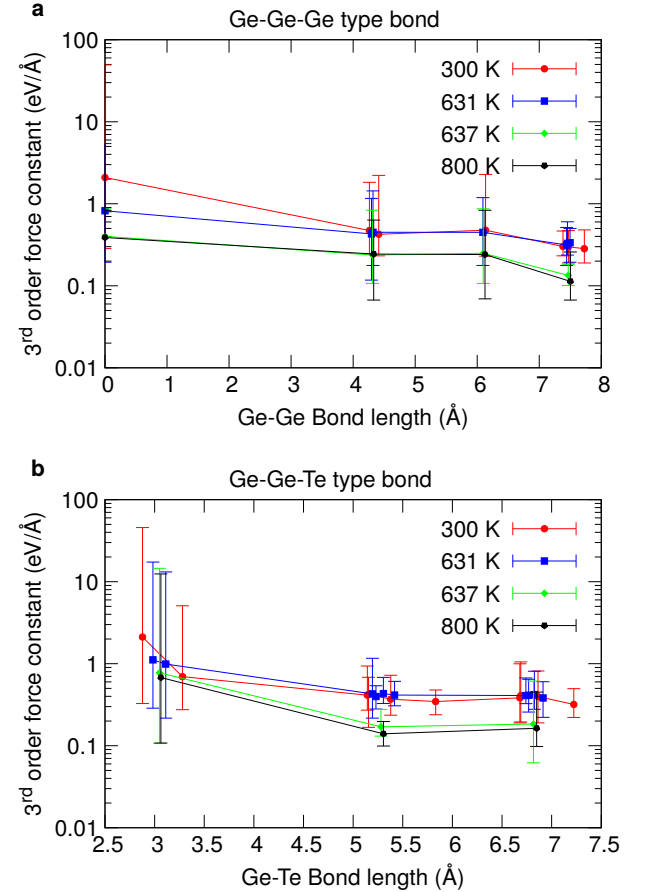 a
Ge-Ge-Ge type bond
3rd order force constant (eV/Å)
100
10
1
0.1
0.01
300 K
631 K
637 K
800 K
0 1 2 3 4 5 6 7 8
Ge-Ge Bond length (Å)
b
Ge-Ge-Te type bond
3rd order force constant (eV/Å)
100
10
1
0.1
0.01
300 K
631 K
637 K
800 K
2.5 3 3.5 4 4.5 5 5.5 6 6.5 7 7.5
Ge-Te Bond length (Å)